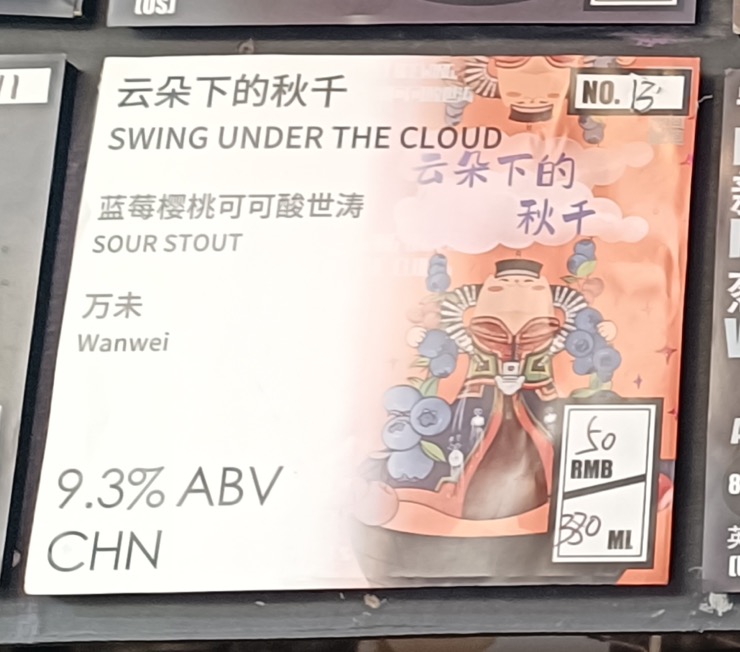 (US)
11
云朵下的秋千
SWING UNDER THE CLOUD
NO. 13
云朵下的
秋千
蓝莓樱桃可可酸世涛
SOUR STOUT
万未
Wanwei
9.3% ABV
CHN
50
RMB
330 ML